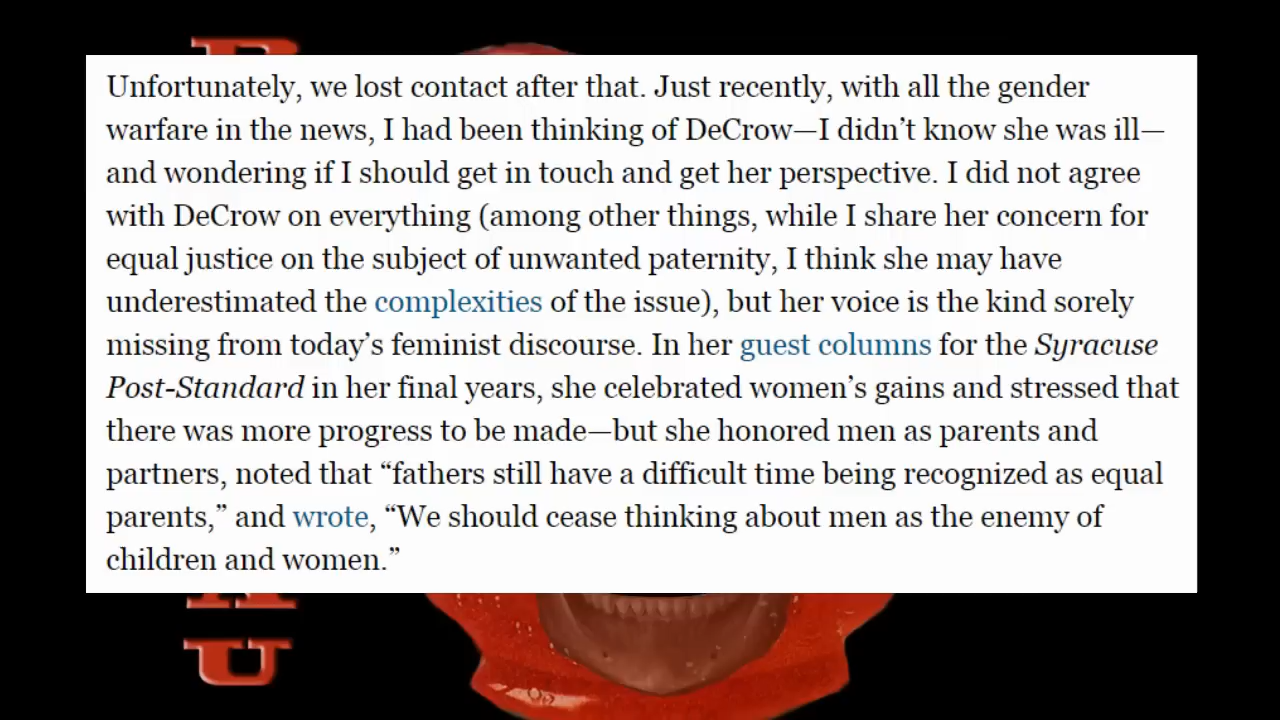 Unfortunately, we lost contact after that. Just recently, with all the gender
warfare in the news, I had been thinking of DeCrow—I didn’t know she was ill—
and wondering if I should get in touch and get her perspective. I did not agree
with DeCrow on everything (among other things, while I share her concern for
equal justice on the subject of unwanted paternity, I think she may have
underestimated the complexities of the issue), but her voice is the kind sorely
missing from today’s feminist discourse. In her guest columns for the Syracuse
Post-Standard in her final years, she celebrated women’s gains and stressed that
there was more progress to be made—but she honored men as parents and
partners, noted that “fathers still have a difficult time being recognized as equal
parents,” and wrote, “We should cease thinking about men as the enemy of
children and women.”
U